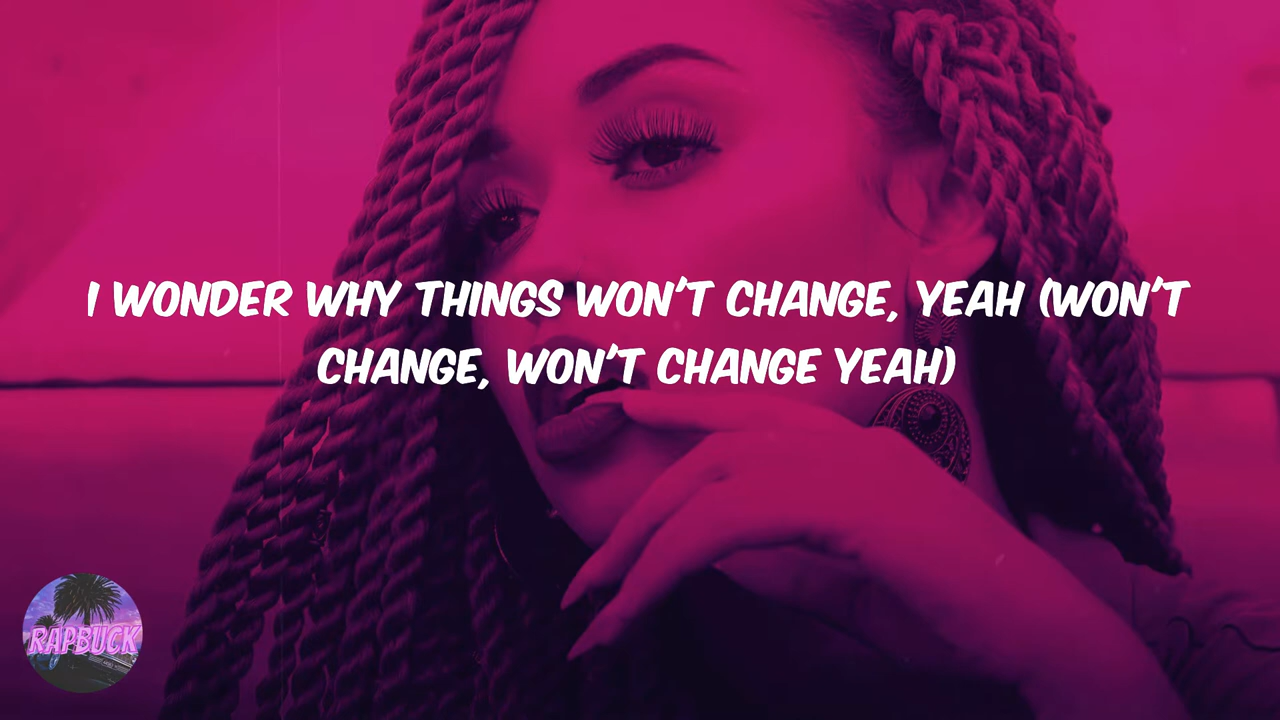 I WONDER WHY THINGS WON'T CHANGE, YEAH (WON'T
CHANGE, WON'T CHANGE YEAH)
RAPBUCK